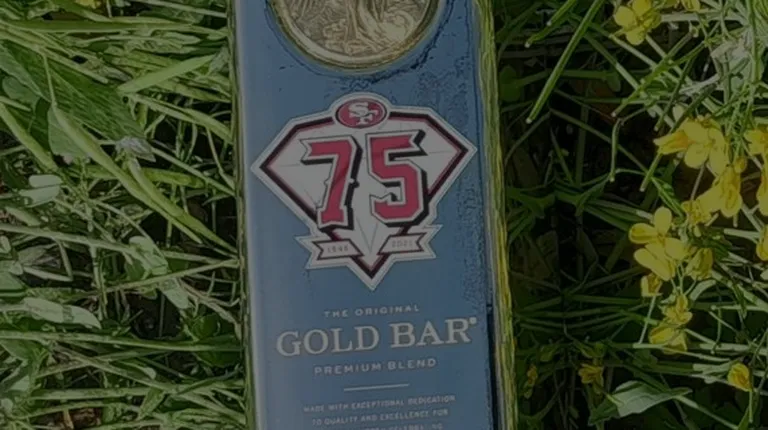 SF
75
1946 2021
THE ORIGINAL
GOLD BAR®
PREMIUM BLEND
MADE WITH EXCEPTIONAL DEDICATION
TO QUALITY AND EXCELLENCE FOR
CELEBRATING